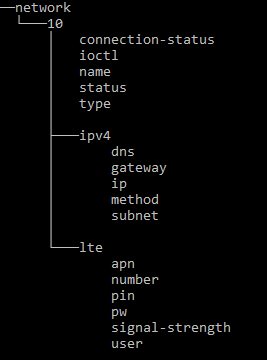 network
10
connection-status
ioctl
name
status
type
ipv4
dns
gateway
ip
method
subnet
lte
apn
number
pin
pw
signal-strength
user